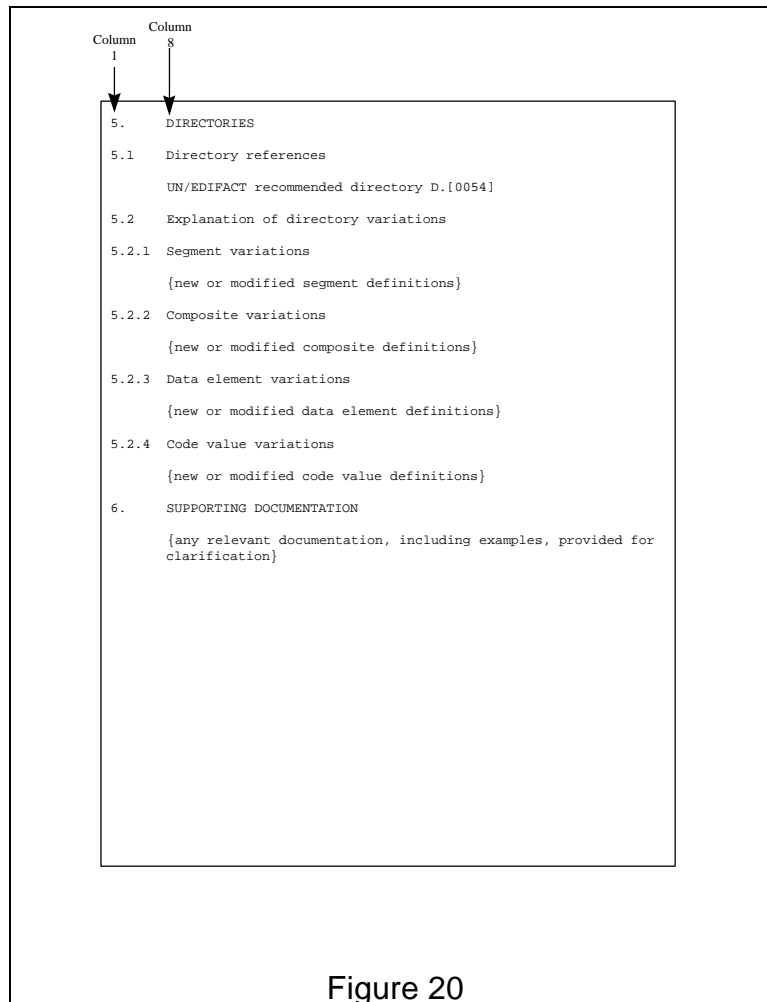 Column
1
Column
8
5. DIRECTORIES
5.1 Directory references
UN/EDIFACT recommended directory D.[0054]
5.2 Explanation of directory variations
5.2.1 Segment variations
{new or modified segment definitions}
5.2.2 Composite variations
{new or modified composite definitions}
5.2.3 Data element variations
{new or modified data element definitions}
5.2.4 Code value variations
{new or modified code value definitions}
6. SUPPORTING DOCUMENTATION
{any relevant documentation, including examples, provided for
clarification}
Figure 20